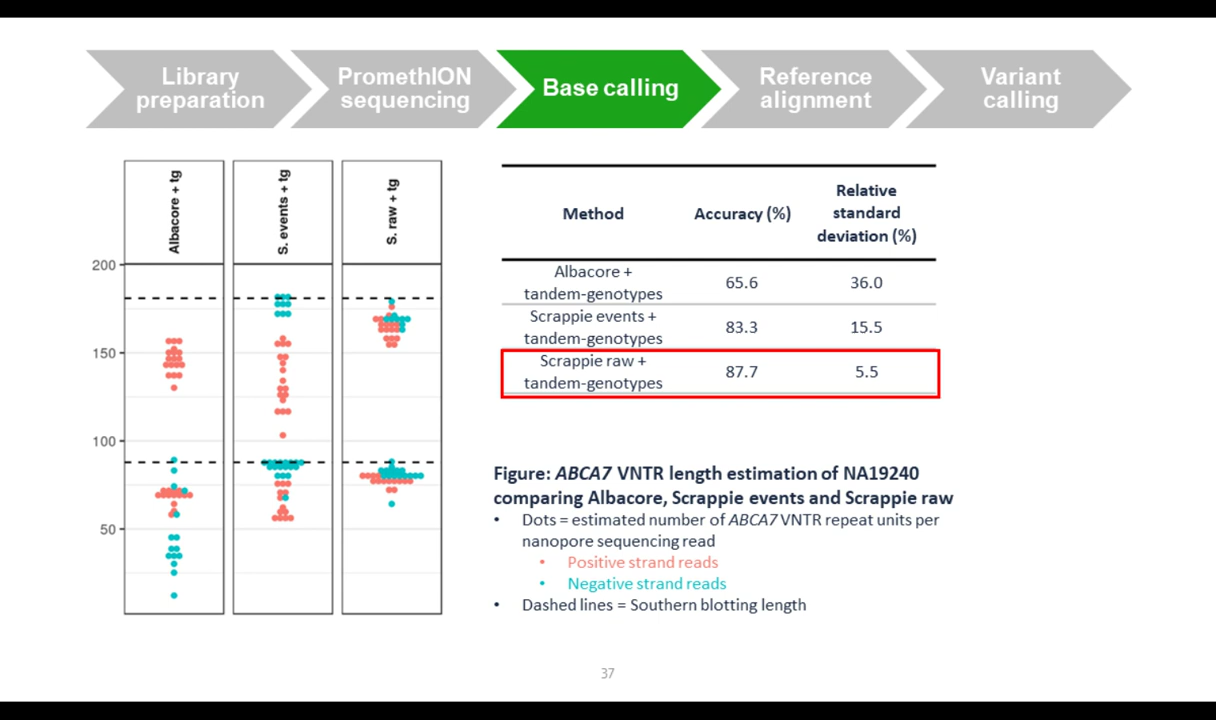 Library
preparation
PromethION
sequencing
Base calling
Reference
alignment
Variant
calling
Albacore + tg
S. events + tg
S. raw + tg
200
150
100
50
Method
Accuracy (%)
Relative
standard
deviation (%)
Albacore +
tandem-genotypes
65.6
36.0
Scrappie events +
tandem-genotypes
83.3
15.5
Scrappie raw +
tandem-genotypes
87.7
5.5
Figure: ABCA7 VNTR length estimation of NA19240
comparing Albacore, Scrappie events and Scrappie raw
• Dots = estimated number of ABCA7 VNTR repeat units per
nanopore sequencing read
• Positive strand reads
• Negative strand reads
• Dashed lines = Southern blotting length
37